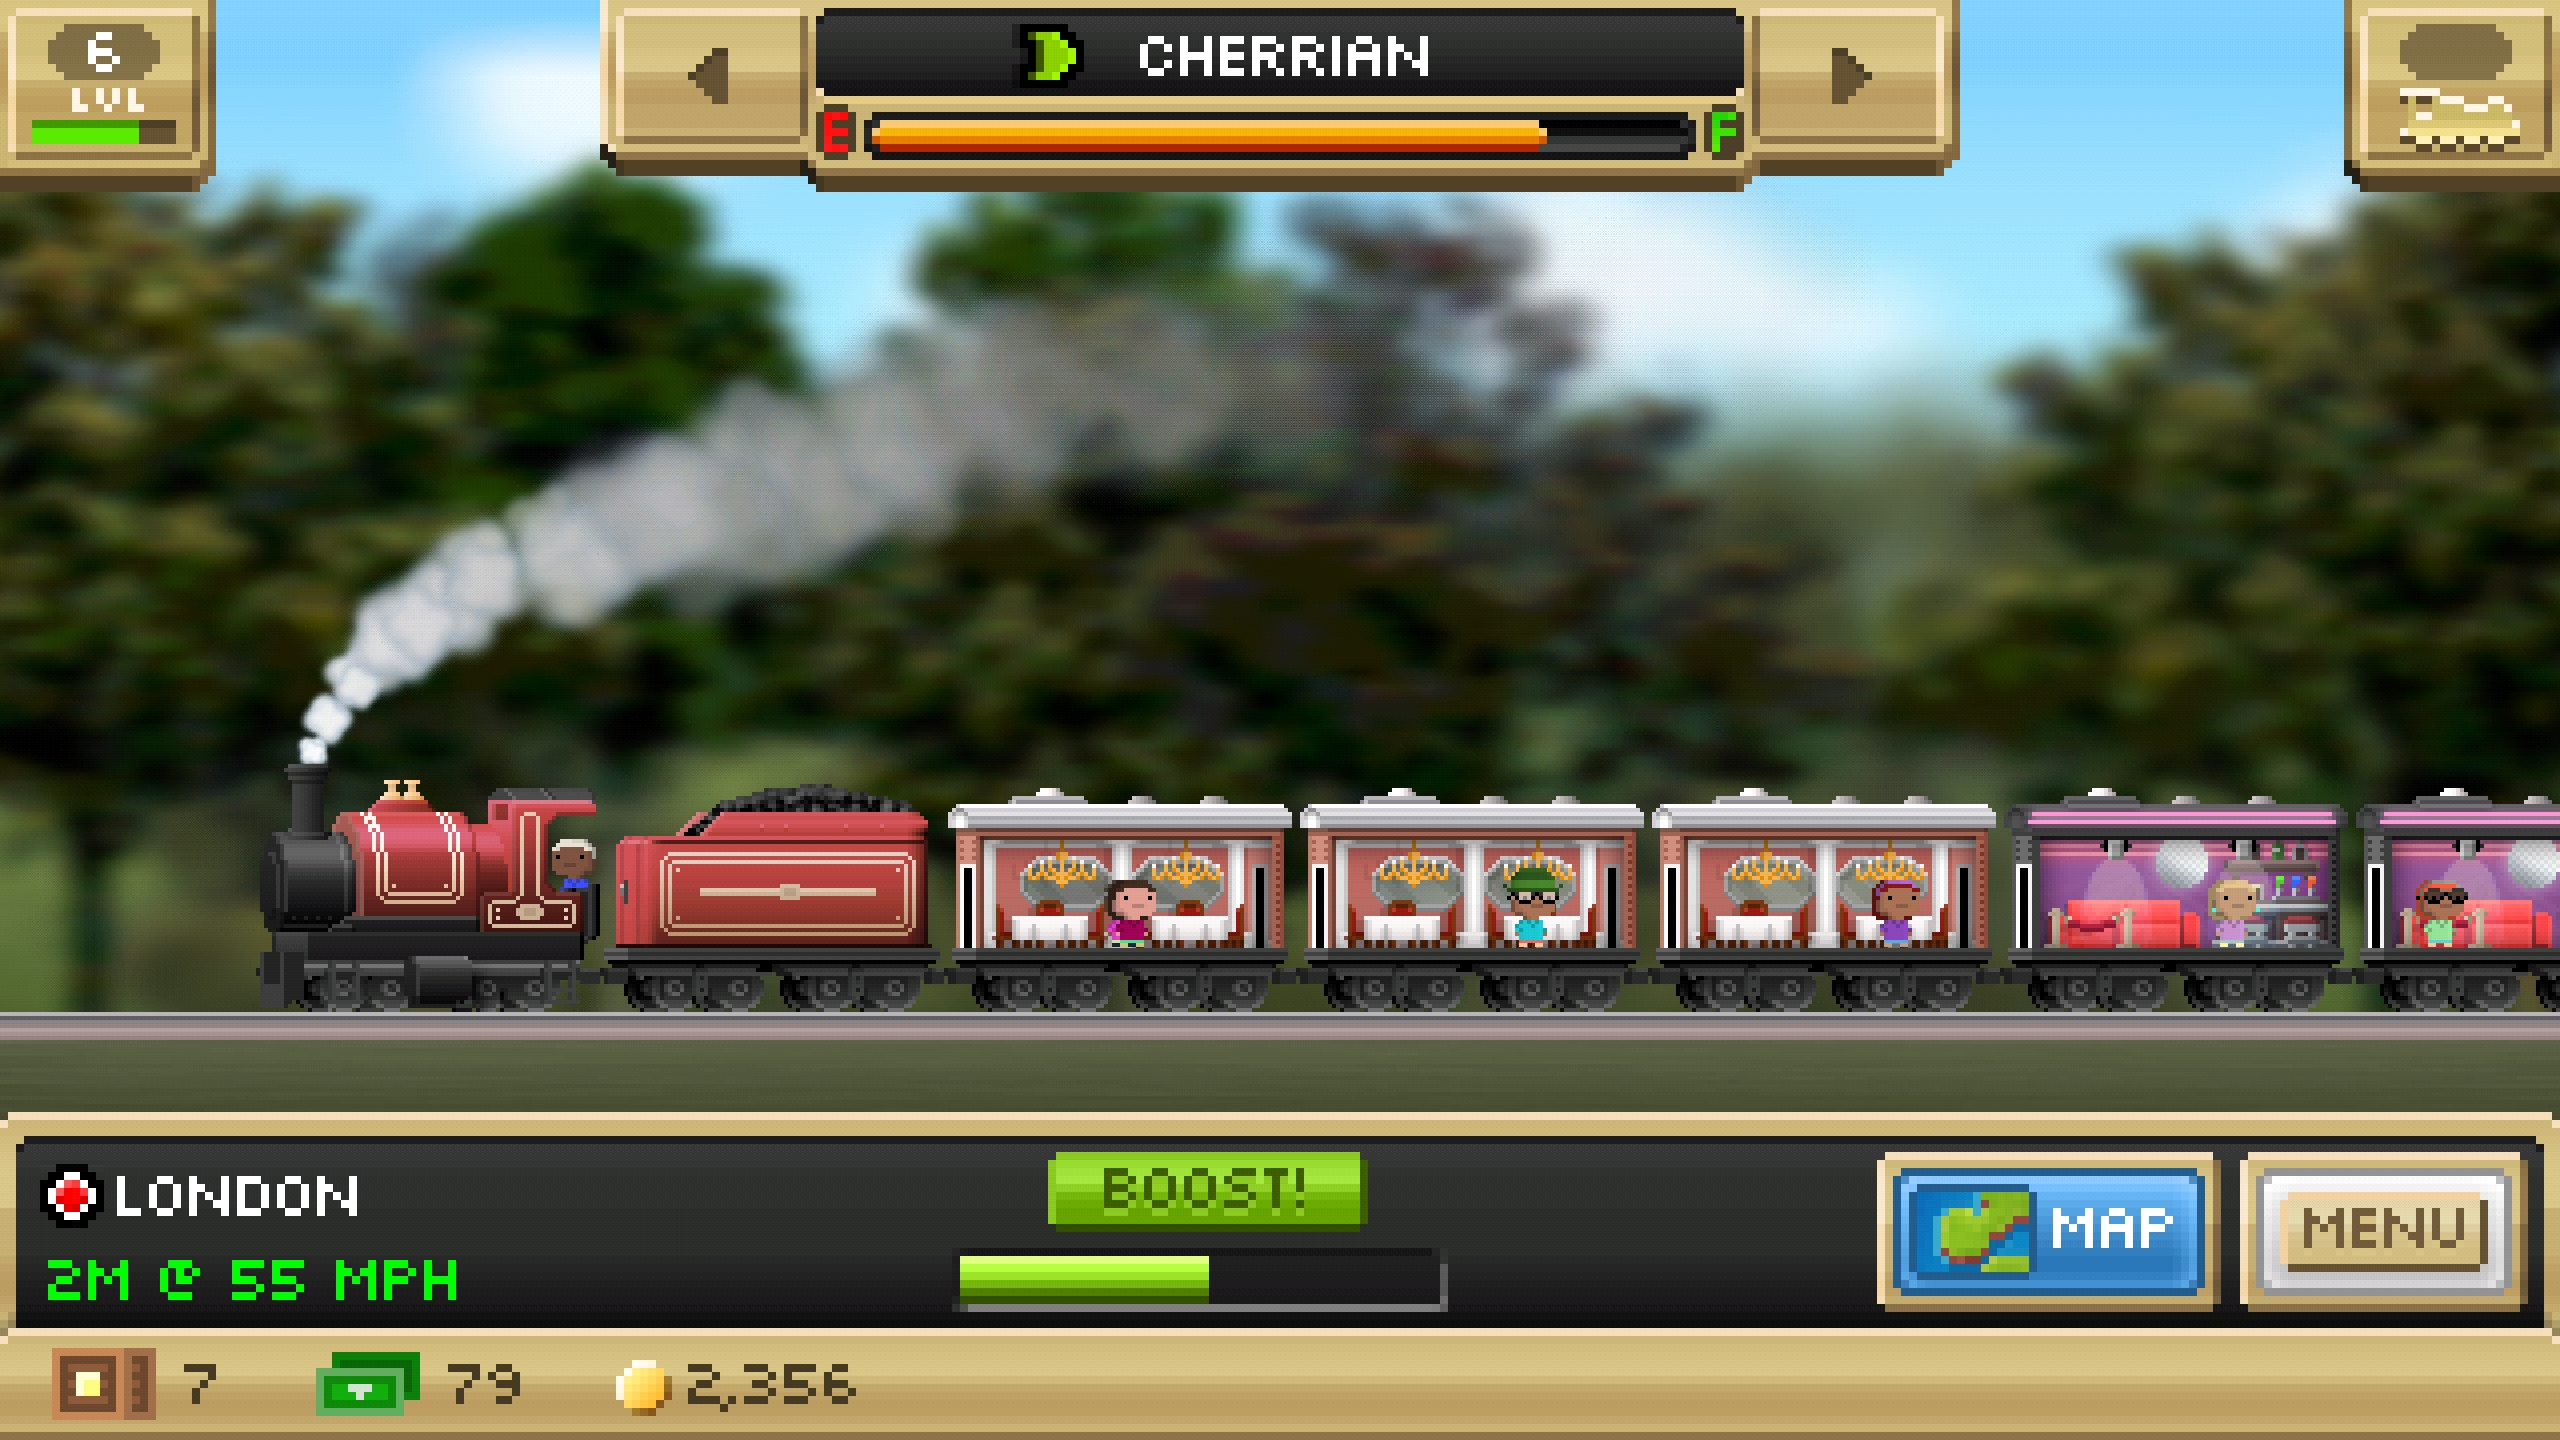 6
LVL
CHERRIAN
E F
LONDON
2M @ 55 MPH
BOOST!
MAP
MENU
7
79
2,356